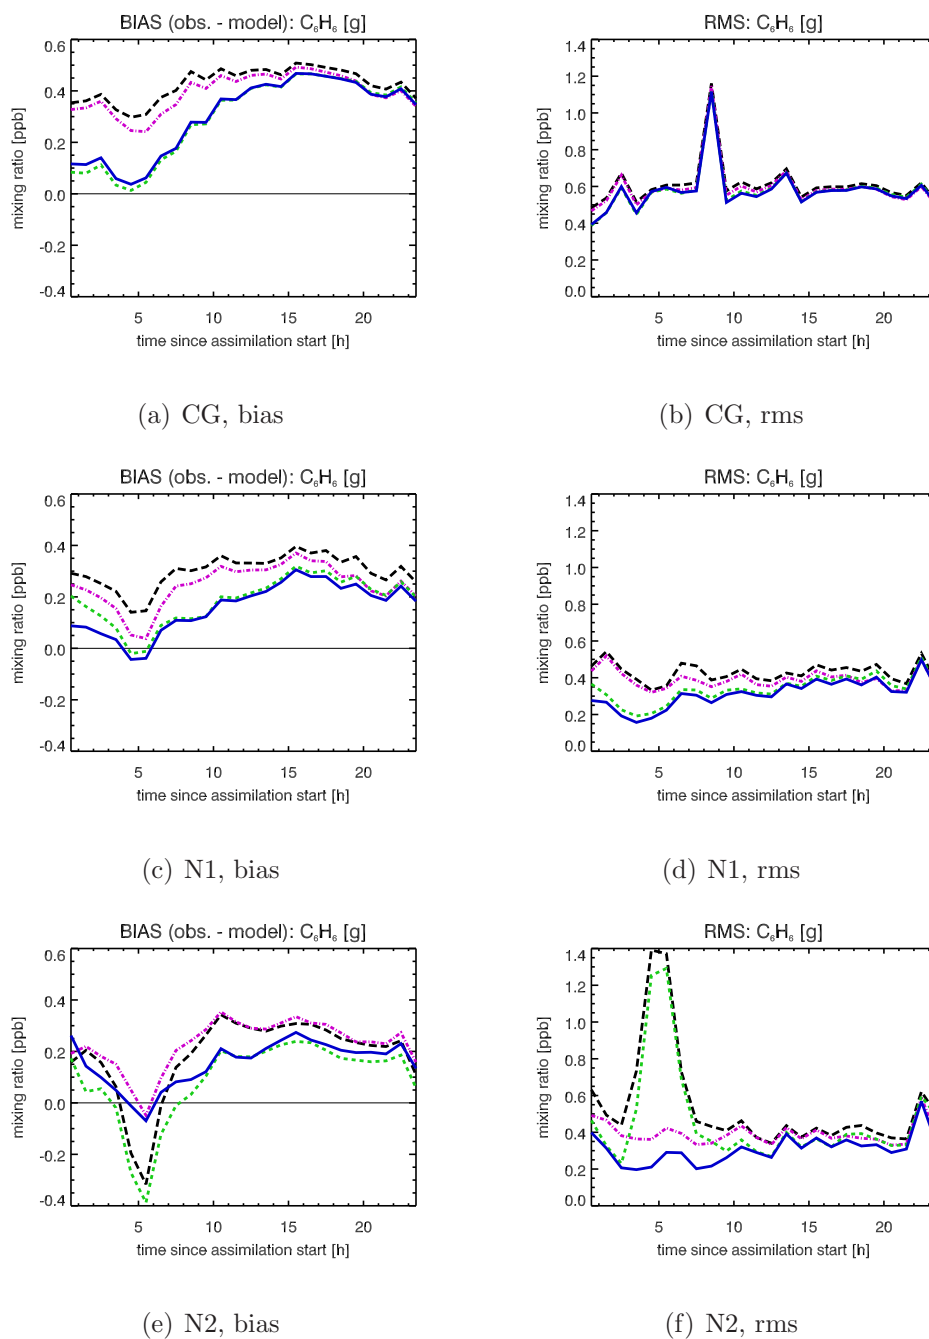 BIAS (obs. - model): C₆H₆ [g]
0.6
0.4
0.2
0.0
-0.2
-0.4
mixing ratio [ppb]
5 10 15 20
time since assimilation start [h]
(a) CG, bias
RMS: C₆H₆ [g]
1.4
1.2
1.0
0.8
0.6
0.4
0.2
0.0
mixing ratio [ppb]
5 10 15 20
time since assimilation start [h]
(b) CG, rms
BIAS (obs. - model): C₆H₆ [g]
0.6
0.4
0.2
0.0
-0.2
-0.4
mixing ratio [ppb]
5 10 15 20
time since assimilation start [h]
(c) N1, bias
RMS: C₆H₆ [g]
1.4
1.2
1.0
0.8
0.6
0.4
0.2
0.0
mixing ratio [ppb]
5 10 15 20
time since assimilation start [h]
(d) N1, rms
BIAS (obs. - model): C₆H₆ [g]
0.6
0.4
0.2
0.0
-0.2
-0.4
mixing ratio [ppb]
5 10 15 20
time since assimilation start [h]
(e) N2, bias
RMS: C₆H₆ [g]
1.4
1.2
1.0
0.8
0.6
0.4
0.2
0.0
mixing ratio [ppb]
5 10 15 20
time since assimilation start [h]
(f) N2, rms